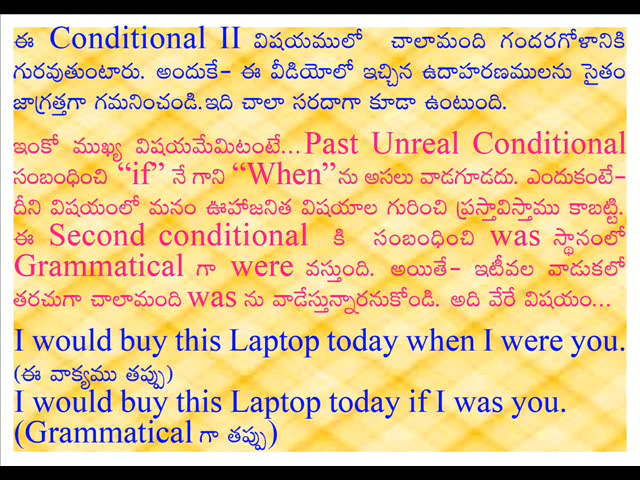 ఈ Conditional II విషయములో చాలామంది గందరగోళానికి
గురవుతుంటారు. అందుకే- ఈ వీడియోలో ఇచ్చిన ఉదాహరణములను సైతం
జాగ్రత్తగా గమనించండి.ఇది చాలా సరదాగా కూడా ఉంటుంది.
ఇంకో ముఖ్య విషయమేమిటంటే...Past Unreal Conditional
సంబంధించి “if” నే గాని “When”ను అసలు వాడగూడదు. ఎందుకంటే-
దీని విషయంలో మనం ఊహాజనిత విషయాల గురించి ప్రస్తావిస్తాము కాబట్టి.
ఈ Second conditional కి సంబంధించి was స్థానంలో
Grammatical గా were వస్తుంది. అయితే- ఇటీవల వాడుకలో
తరచుగా చాలామంది was ను వాడేస్తున్నారనుకోండి. అది వేరే విషయం...
I would buy this Laptop today when I were you.
(ఈ వాక్యము తప్పు)
I would buy this Laptop today if I was you.
(Grammatical గా తప్పు)